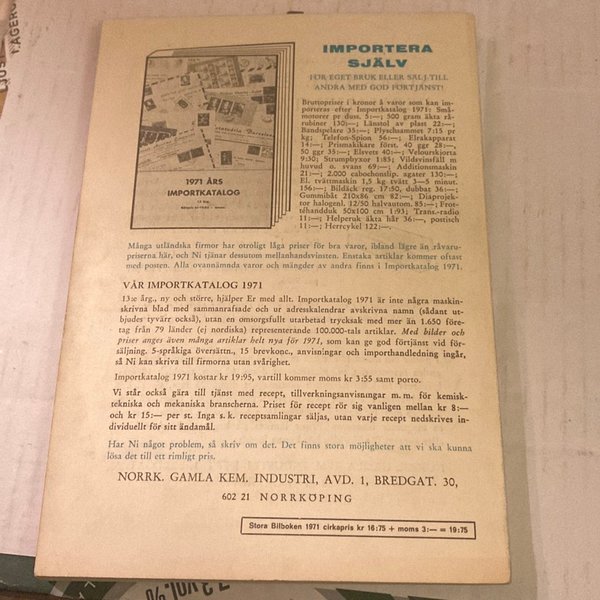 IMPORTERA
SJÄLV
FÖR EGET BRUK ELLER SÄLJ TILL
ANDRA MED GOD FÖRTJÄNST!
Bruttopriser i kronor å varor som kan im-
porteras efter Importkatalog 1971: Små-
motorer pr duss. 5:—; 500 gram äkta rå-
rubiner 130:—; Länstol av plast 22:—;
Bandspelare 35:—; Plyschsammet 7:15 pr
kg; Telefon-Spion 56:—; Elrakapparat
14:—; Prismakikare först. 40 ggr 28:—,
50 ggr 35:—; Elsvets 40:—; Velourskjorta
9:30; Strumpbyxor 1:85; Vildsvinsfäll m
huvud o. svans 69:—; Additionsmaskin
21:—; 2.000 cabochonslip. agater 130:—;
El. tvättmaskin 1,5 kg tvätt 3—5 minut.
156:—; Bildäck reg. 17:50, dubbat 36:—;
Gummibåt 210x86 cm 82:—; Diaprojek-
tor halogenl. 12/50 halvautom. 85:—; Frot-
téhandduk 50x100 cm 1:93; Trans.-radio
11:—; Helperuk äkta hår 36:—, postisch
11:—; Herrcykel 122:—.
1971 ÅRS
IMPORTKATALOG
Många utländska firmor har otroligt låga priser för bra varor, ibland lägre än råvaru-
priserna här, och Ni tjänar dessutom mellanhandsvinsten. Enstaka artiklar kommer oftast
med posten. Alla ovannämnda varor och mängder av andra finns i Importkatalog 1971.
VÅR IMPORTKATALOG 1971
13:e årg., ny och större, hjälper Er med allt. Importkatalog 1971 är inte några maskin-
skrivna blad med sammanrafsade och ur adresskalendrar avskrivna namn (sådant ut-
bjudes tyvärr också), utan en omsorgsfullt utarbetad trycksak med mer än 1.650 före-
tag från 79 länder (ej nordiska) representerande 100.000-tals artiklar. Med bilder och
priser anges även många artiklar helt nya för 1971, som kan ge god förtjänst vid för-
säljning. 5-språkiga översättn., 15 brevkonc., anvisningar och importhandledning ingår,
så Ni kan skriva till firmorna utan svårighet.
Importkatalog 1971 kostar kr 19:95, vartill kommer moms kr 3:55 samt porto.
Vi står också gärna till tjänst med recept, tillverkningsanvisningar m. m. för kemisk-
tekniska och mekaniska branscherna. Priset för recept rör sig vanligen mellan kr 8:—
och kr 15:— per st. Inga s. k. receptsamlingar säljas, utan varje recept nedskrives in-
dividuellt för sitt ändamål.
Har Ni något problem, så skriv om det. Det finns stora möjligheter att vi ska kunna
lösa det till ett rimligt pris.
NORRK. GAMLA KEM. INDUSTRI, AVD. 1, BREDGAT. 30,
602 21 NORRKÖPING
Stora Bilboken 1971 cirkapris kr 16:75 + moms 3:— = 19:75